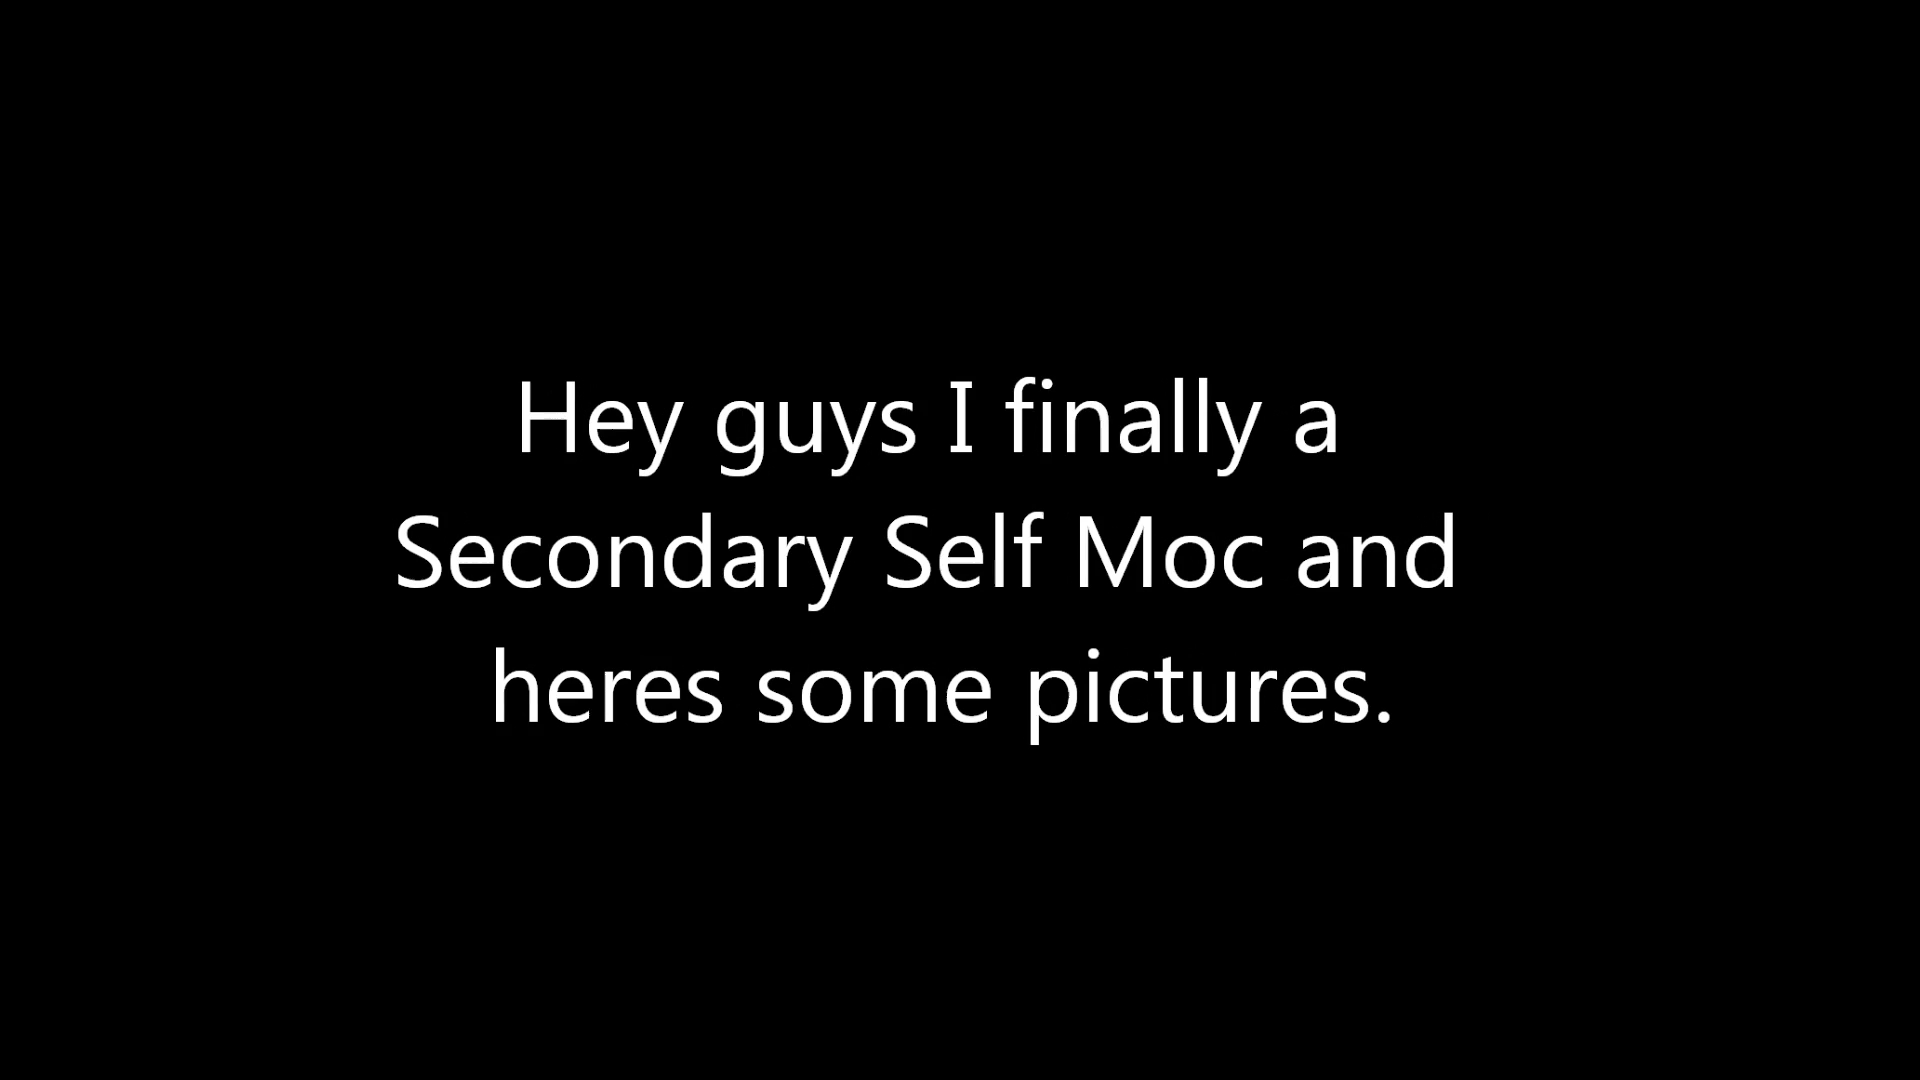 Hey guys I finally a
Secondary Self Moc and
heres some pictures.